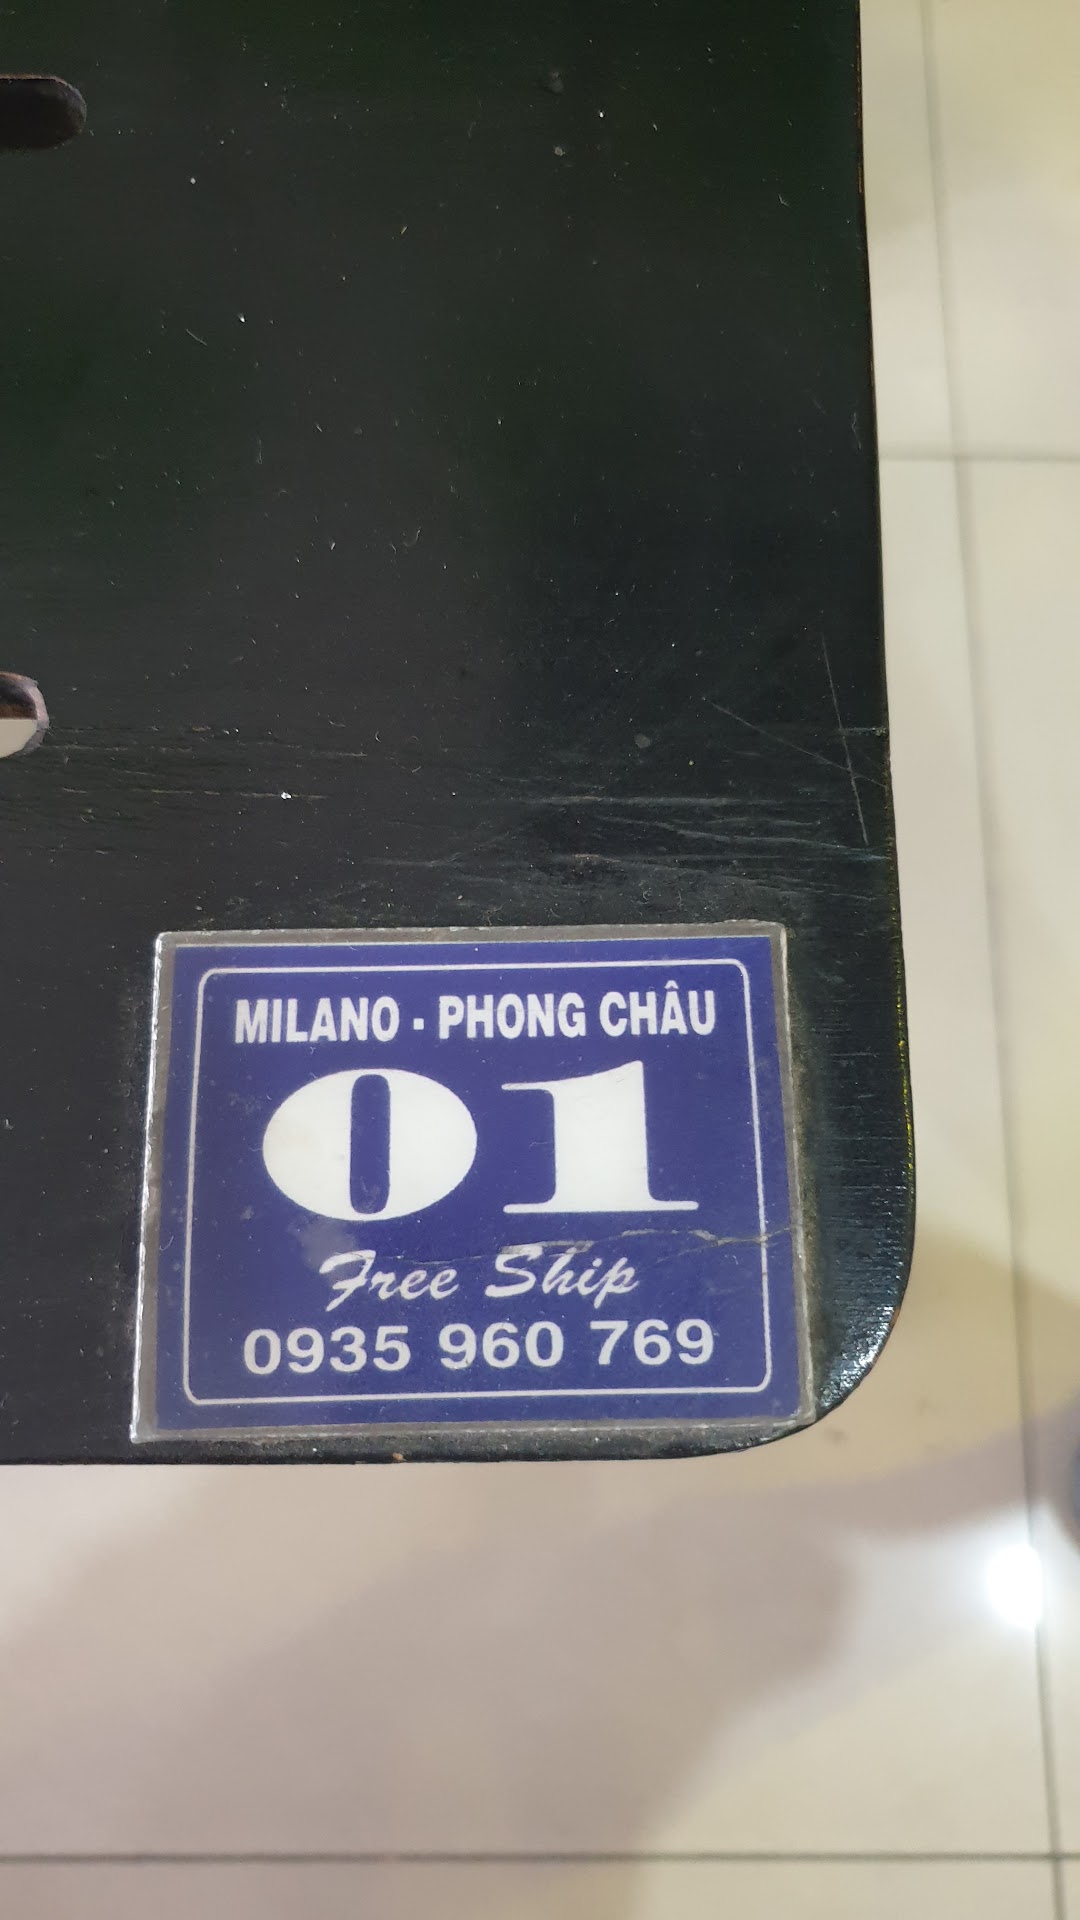 MILANO - PHONG CHÂU
01
Free Ship
0935 960 769